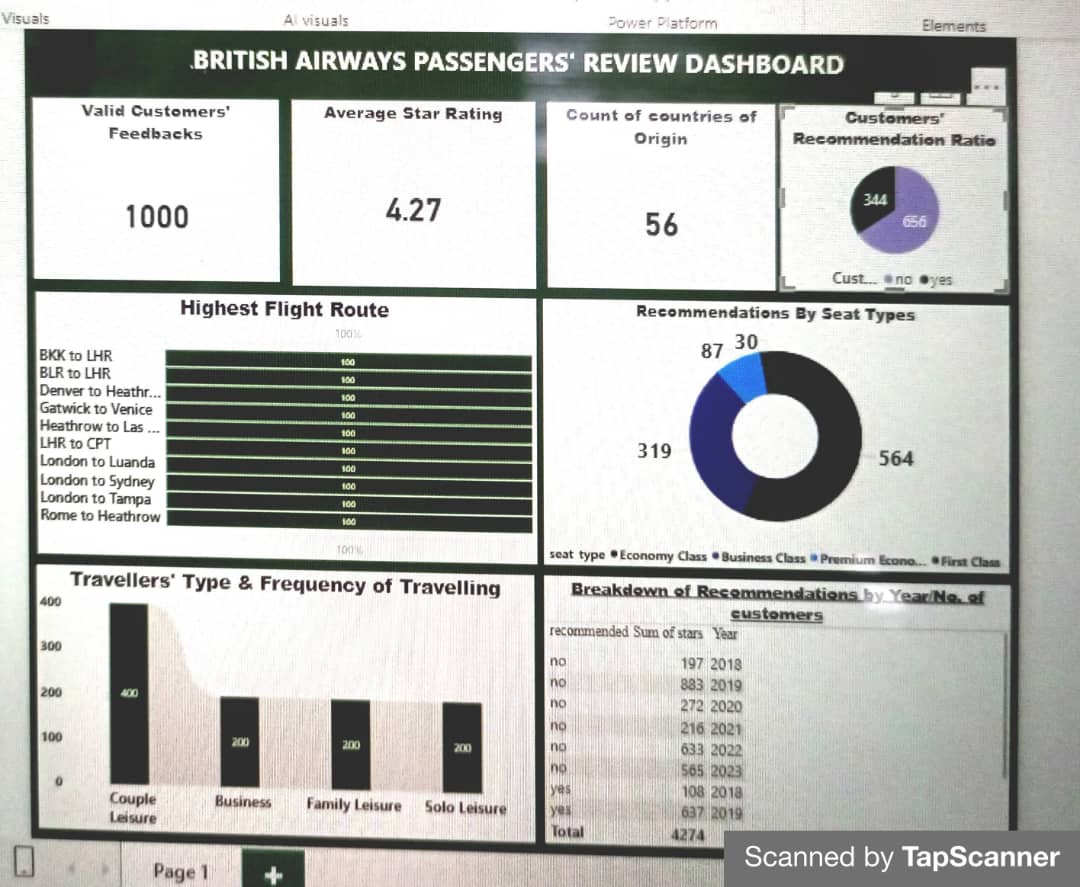 Visuals
AI visuals
Power Platform
Elements
BRITISH AIRWAYS PASSENGERS' REVIEW DASHBOARD
Valid Customers'
Feedbacks
1000
Average Star Rating
4.27
Count of countries of
Origin
56
Customers'
Recommendation Ratio
344
656
Cust... no yes
Highest Flight Route
100%
BKK to LHR 100
BLR to LHR 100
Denver to Heathr... 100
Gatwick to Venice 100
Heathrow to Las ... 100
LHR to CPT 100
London to Luanda 100
London to Sydney 100
London to Tampa 100
Rome to Heathrow 100
100%
Recommendations By Seat Types
87 30
319
564
seat type Economy Class Business Class Premium Econo... First Class
Travellers' Type & Frequency of Travelling
400
300
200
100
0
400
200
200
200
Couple
Leisure
Business
Family Leisure
Solo Leisure
Breakdown of Recommendations by Year/No. of
customers
recommended Sum of stars Year
no 197 2018
no 883 2019
no 272 2020
no 216 2021
no 633 2022
no 565 2023
yes 108 2018
yes 637 2019
Total 4274
Page 1
+
Scanned by TapScanner